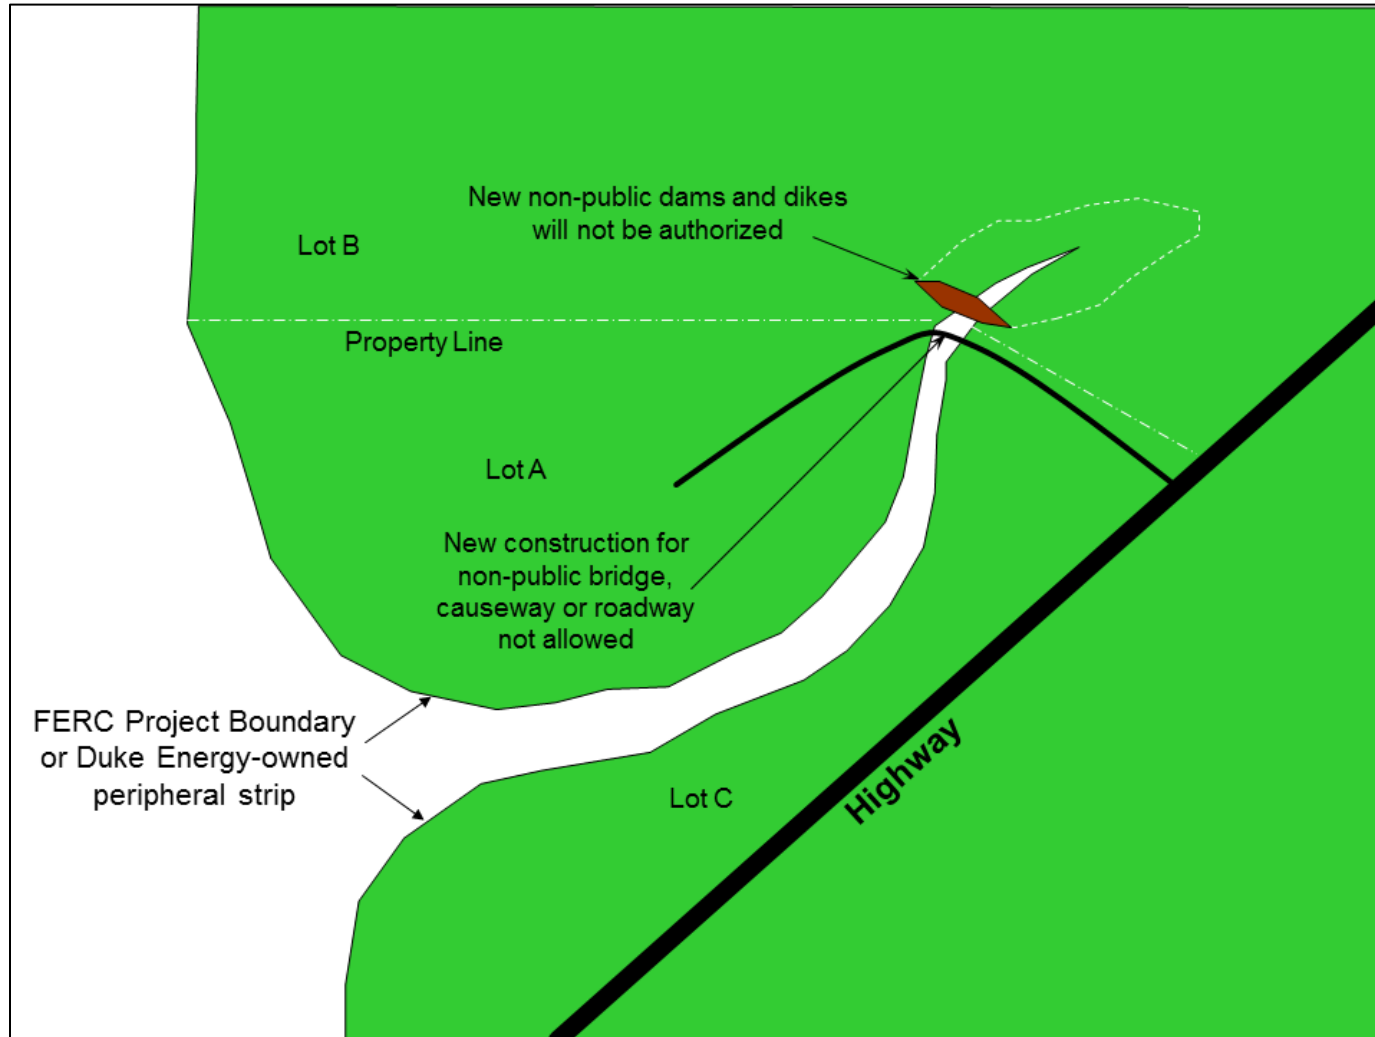 New non-public dams and dikes
will not be authorized
Lot B
Property Line
Lot A
New construction for
non-public bridge,
causeway or roadway
not allowed
FERC Project Boundary
or Duke Energy-owned
peripheral strip
Lot C
Highway